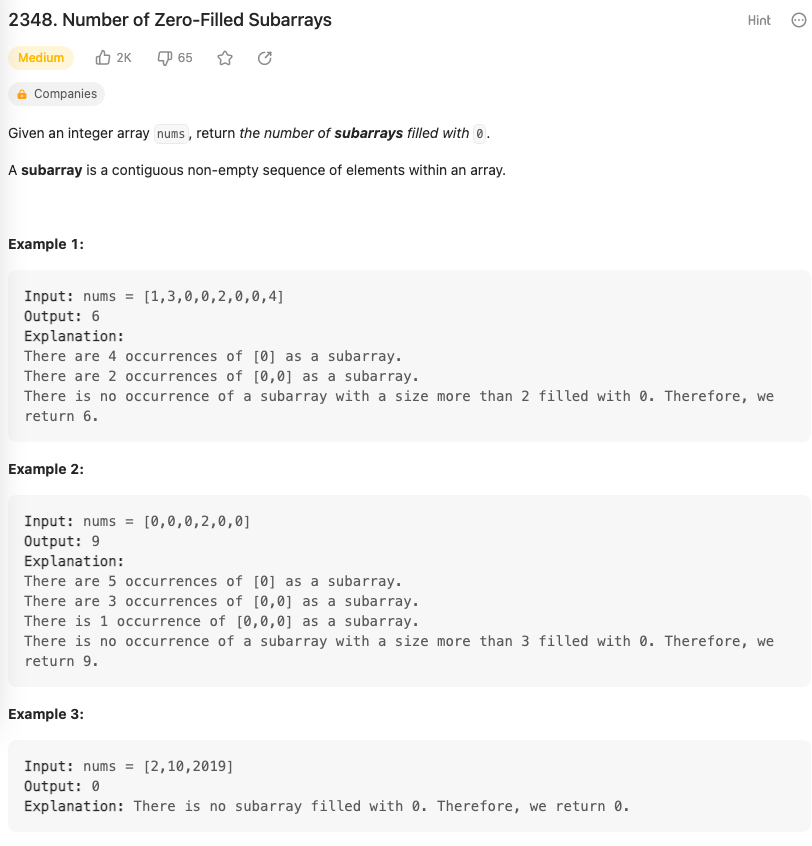 2348. Number of Zero-Filled Subarrays
Hint
Medium
2K
65
Companies
Given an integer array nums, return the number of subarrays filled with 0.
A subarray is a contiguous non-empty sequence of elements within an array.
Example 1:
Input: nums = [1,3,0,0,2,0,0,4]
Output: 6
Explanation:
There are 4 occurrences of [0] as a subarray.
There are 2 occurrences of [0,0] as a subarray.
There is no occurrence of a subarray with a size more than 2 filled with 0. Therefore, we
return 6.
Example 2:
Input: nums = [0,0,0,2,0,0]
Output: 9
Explanation:
There are 5 occurrences of [0] as a subarray.
There are 3 occurrences of [0,0] as a subarray.
There is 1 occurrence of [0,0,0] as a subarray.
There is no occurrence of a subarray with a size more than 3 filled with 0. Therefore, we
return 9.
Example 3:
Input: nums = [2,10,2019]
Output: 0
Explanation: There is no subarray filled with 0. Therefore, we return 0.